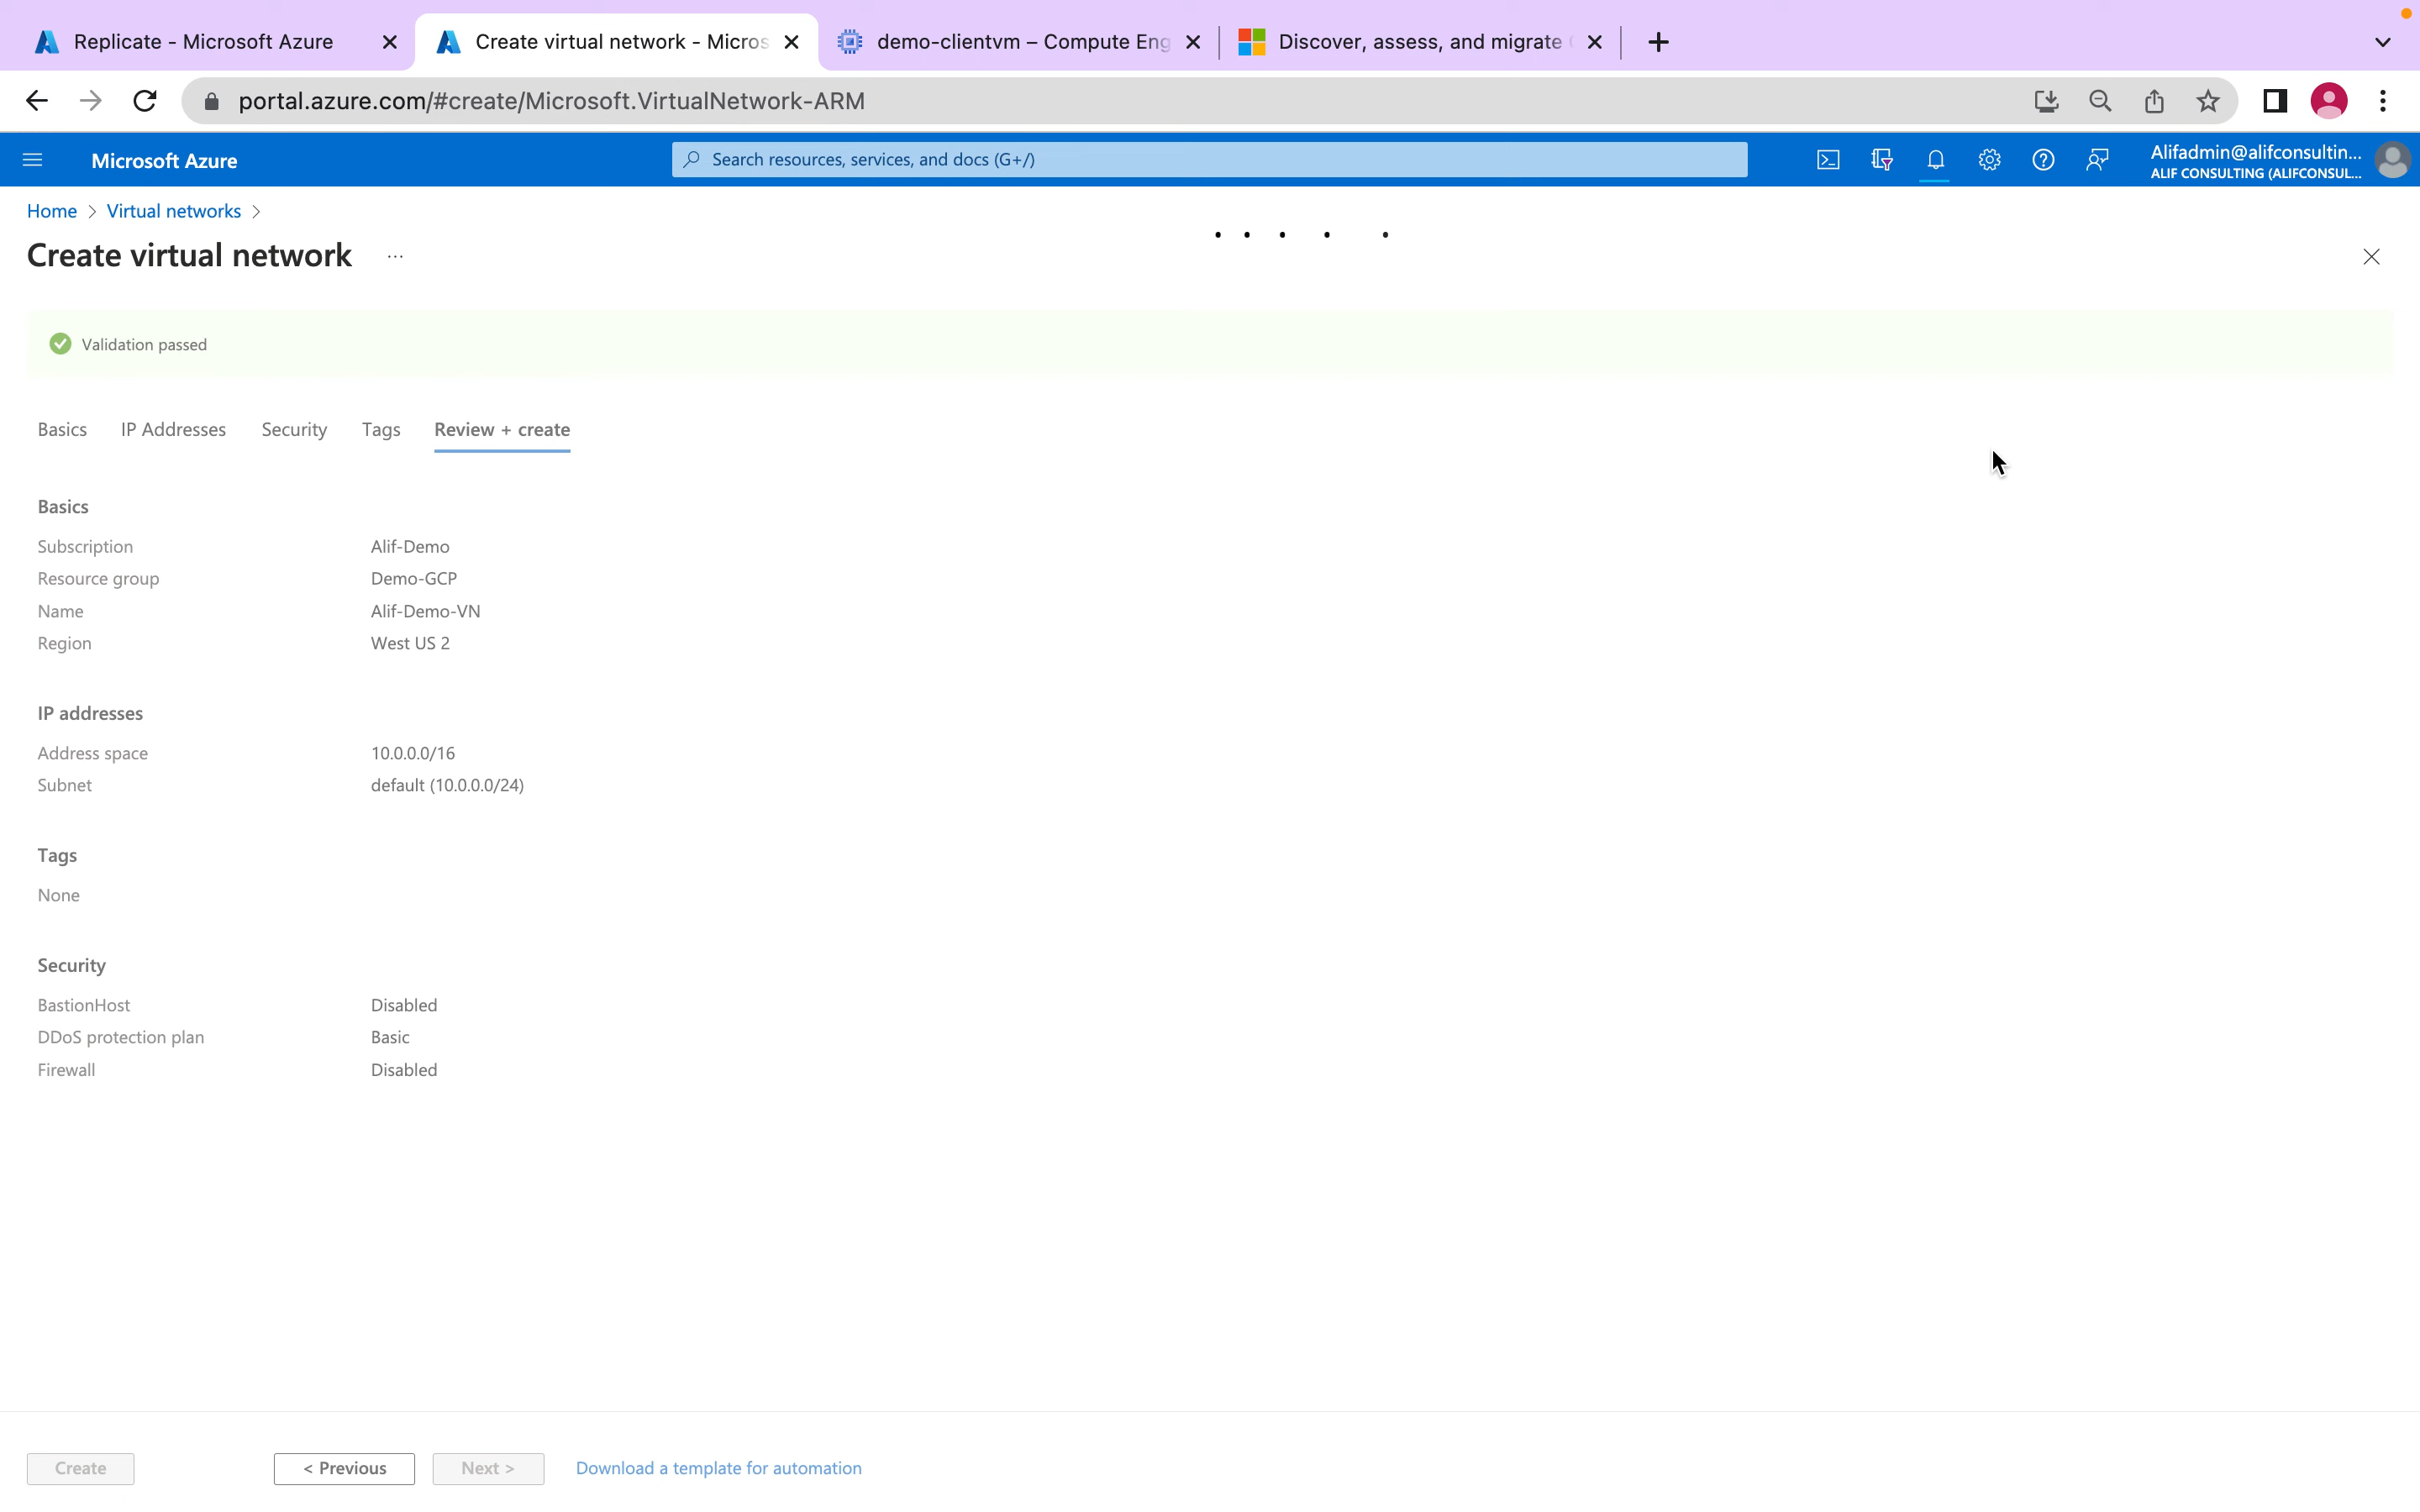 Replicate - Microsoft Azure
Create virtual network - Micros
demo-clientvm – Compute Eng
Discover, assess, and migrate
portal.azure.com/#create/Microsoft.VirtualNetwork-ARM
Microsoft Azure
Search resources, services, and docs (G+/)
Alifadmin@alifconsultin...
ALIF CONSULTING (ALIFCONSUL...
Home > Virtual networks >
Create virtual network ...
Validation passed
Basics IP Addresses Security Tags Review + create
Basics
Subscription Alif-Demo
Resource group Demo-GCP
Name Alif-Demo-VN
Region West US 2
IP addresses
Address space 10.0.0.0/16
Subnet default (10.0.0.0/24)
Tags
None
Security
BastionHost Disabled
DDoS protection plan Basic
Firewall Disabled
Create < Previous Next > Download a template for automation